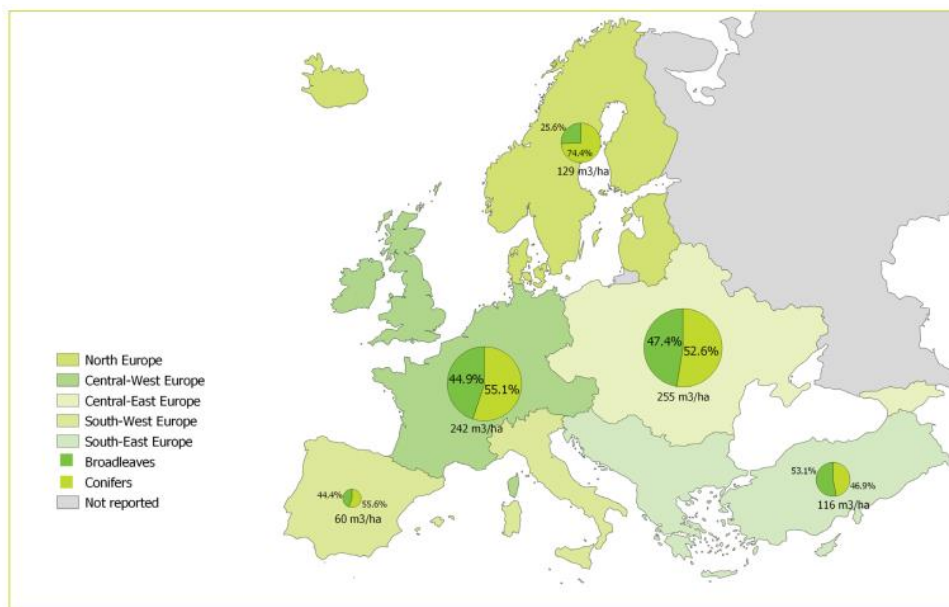 25.6%
74.4%
129 m3/ha
47.4%
52.6%
255 m3/ha
44.9%
55.1%
242 m3/ha
53.1%
46.9%
116 m3/ha
44.4%
55.6%
60 m3/ha
North Europe
Central-West Europe
Central-East Europe
South-West Europe
South-East Europe
Broadleaves
Conifers
Not reported